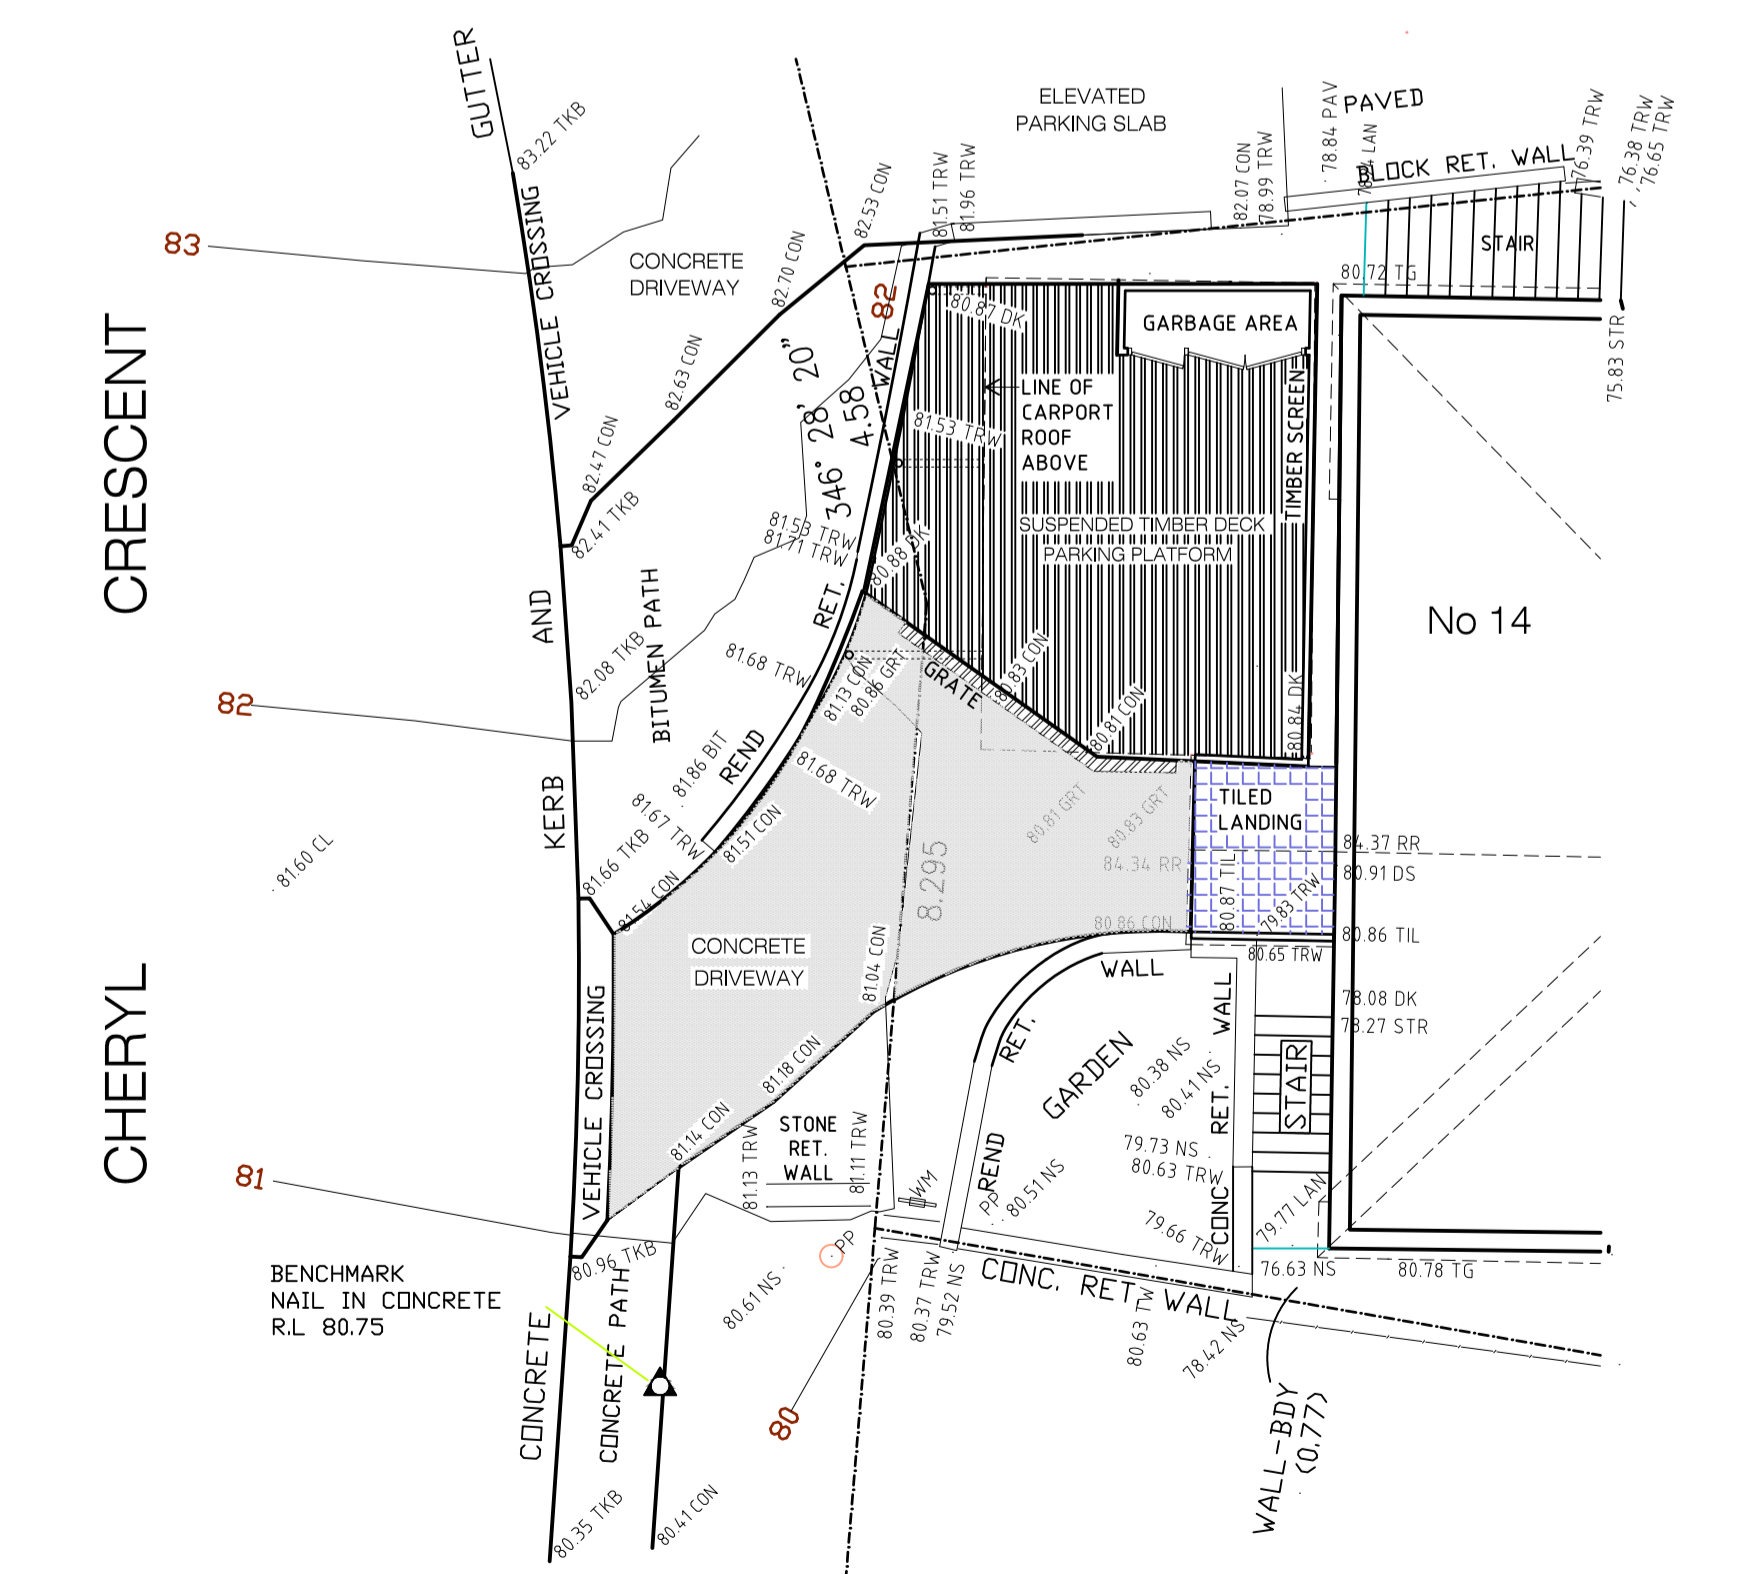 GUTTER
83.22 TKB
VEHICLE CROSSING
83
CONCRETE
DRIVEWAY
ELEVATED
PARKING SLAB
82.53 CON
82.70 CON
82.63 CON
82.47 CON
82.41 TKB
81.51 TRW
81.96 TRW
82.07 CON
78.99 TRW
78.84 PAV
PAVED
BLOCK RET. WALL
76.39 TRW
76.38 TRW
76.65 TRW
STAIR
80.72 TG
75.83 STR
CRESCENT
82
WALL
346° 28' 20"
4.58
80.87 DK
GARBAGE AREA
LINE OF
CARPORT
ROOF
ABOVE
TIMBER SCREEN
81.53 TRW
81.53 TRW
81.71 TRW
SUSPENDED TIMBER DECK
PARKING PLATFORM
80.88 DK
RET.
AND
BITUMEN PATH
82.08 TKB
81.68 TRW
82
No 14
81.13 CON
80.86 GRT
GRATE
80.83 CON
80.81 CON
80.84 DK
REND
81.86 BIT
81.68 TRW
81.67 TRW
81.51 CON
KERB
81.66 TKB
81.54 CON
81.60 CL
80.81 GRT
80.83 GRT
84.34 RR
8.295
80.86 CON
TILED
LANDING
80.87 TIL
79.83 TRW
84.37 RR
80.91 DS
80.86 TIL
80.65 TRW
CONCRETE
DRIVEWAY
81.04 CON
WALL
RET.
REND
GARDEN
WALL
RET.
CONC
78.08 DK
78.27 STR
STAIR
CHERYL
VEHICLE CROSSING
81.18 CON
81.14 CON
STONE
RET.
WALL
81.13 TRW
81.11 TRW
80.38 NS
80.41 NS
79.73 NS
80.63 TRW
80.51 NS
PP
WM
79.66 TRW
79.77 LAN
81
80.96 TKB
PP
80.61 NS
80.39 TRW
80.37 TRW
79.52 NS
CONC. RET. WALL
80.63 TW
78.42 NS
76.63 NS
80.78 TG
BENCHMARK
NAIL IN CONCRETE
R.L 80.75
CONCRETE
CONCRETE PATH
80
WALL-BDY
(0.77)
80.35 TKB
80.41 CON